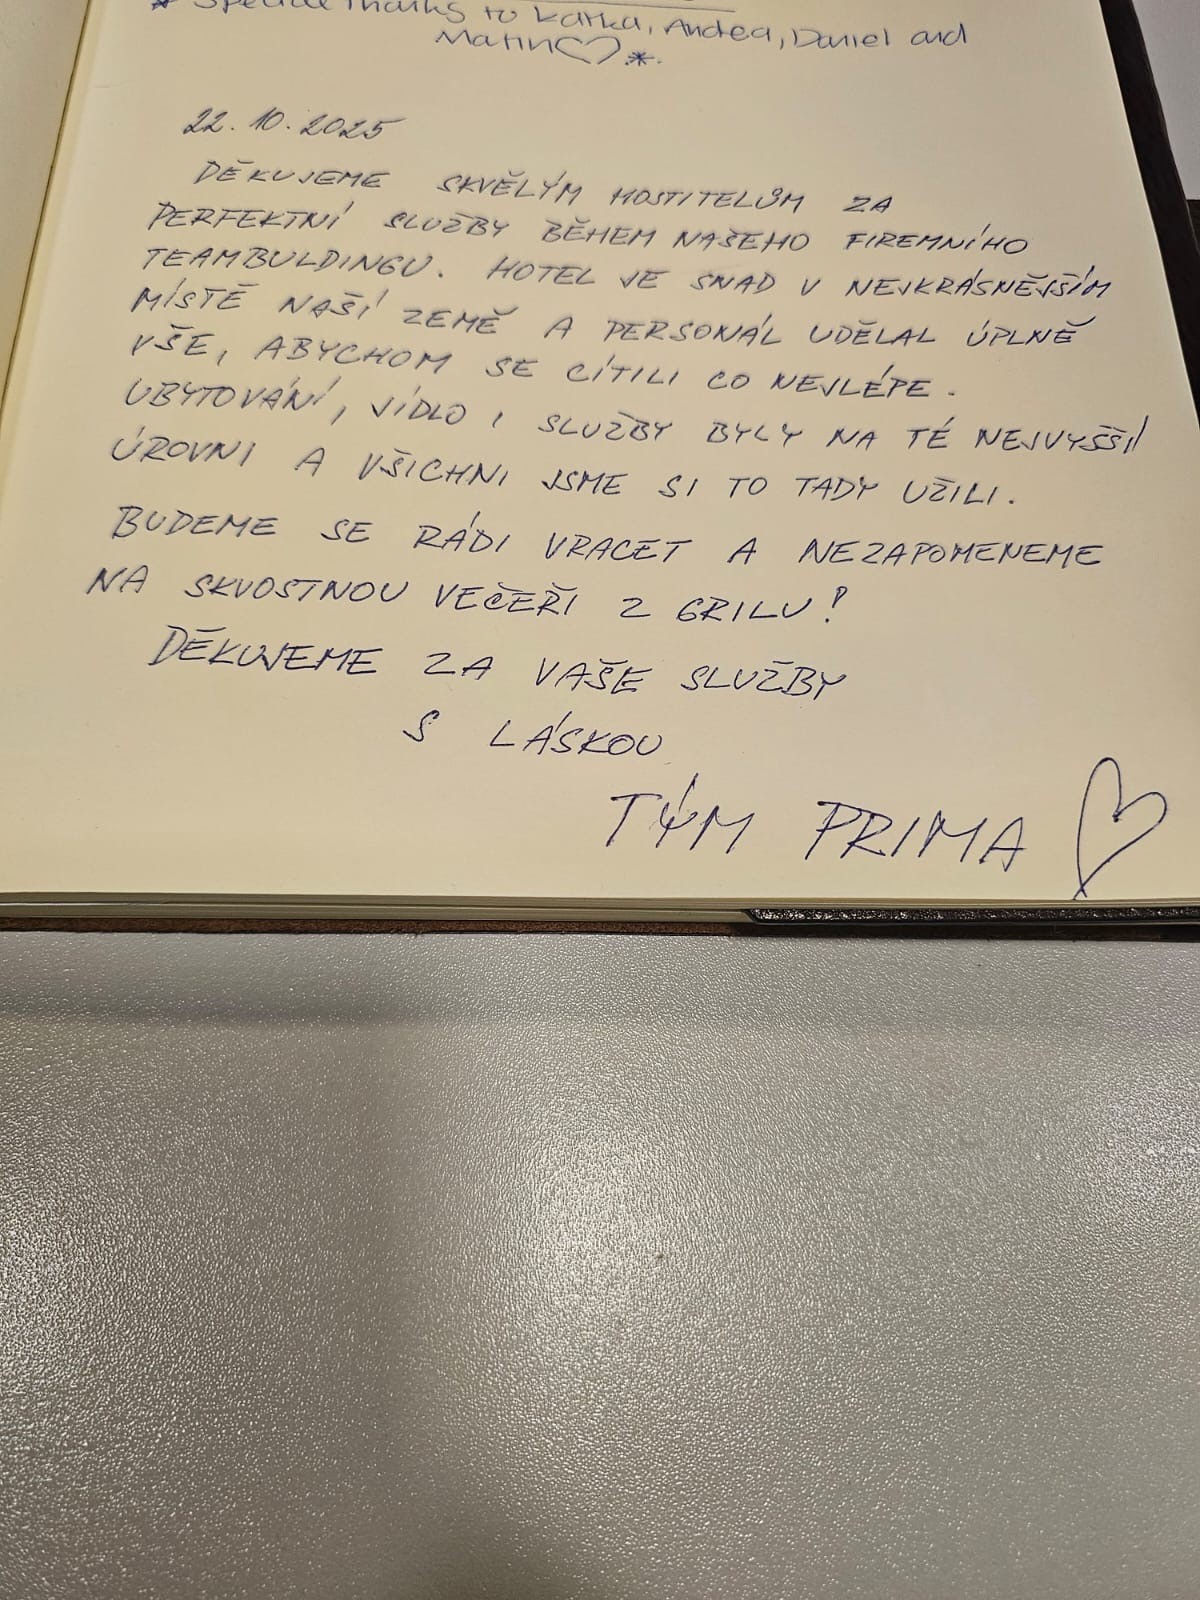 * Special thanks to Katka, Andrea, Daniel and
Matin♡ *.
22.10.2025
DĚKUJEME SKVĚLÝM HOSTITELŮM ZA
PERFEKTNÍ SLUŽBY BĚHEM NAŠEHO FIREMNÍHO
TEAMBULDINGU. HOTEL JE SNAD V NEJKRÁSNĚJŠÍM
MÍSTĚ NAŠÍ ZEMĚ A PERSONÁL UDĚLAL ÚPLNĚ
VŠE, ABYCHOM SE CÍTILI CO NEJLÉPE.
UBYTOVÁNÍ, JÍDLO I SLUŽBY BYLY NA TÉ NEJVYŠŠÍ
ÚROVNI A VŠICHNI JSME SI TO TADY UŽILI.
BUDEME SE RÁDI VRACET A NEZAPOMENEME
NA SKVOSTNOU VEČEŘI Z GRILU!
DĚKUJEME ZA VAŠE SLUŽBY
S LÁSKOU
TÝM PRIMA ♡